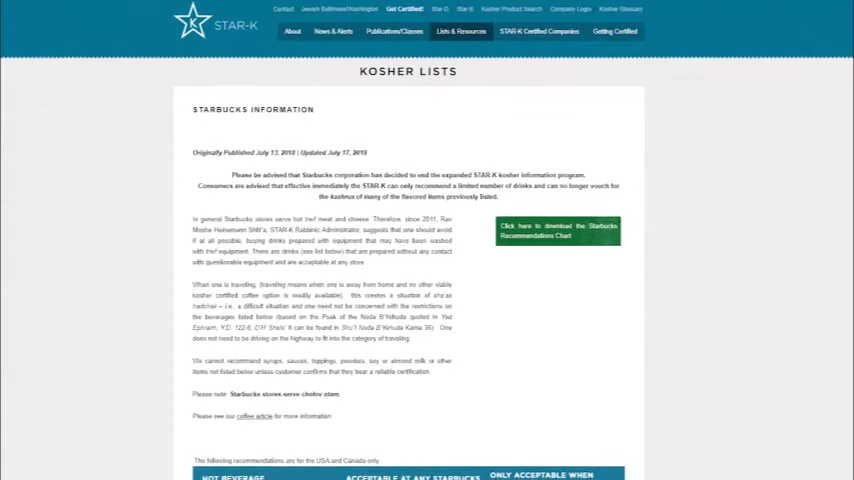 Contact Jewish Baltimore/Washington Get Certified! Star-D Star-S Kosher Product Search Company Login Kosher Glossary
K STAR-K
About News & Alerts Publications/Classes Lists & Resources STAR-K Certified Companies Getting Certified
KOSHER LISTS
STARBUCKS INFORMATION
Originally Published July 13, 2018 | Updated July 17, 2019
Please be advised that Starbucks corporation has decided to end the expanded STAR-K kosher information program.
Consumers are advised that effective immediately the STAR-K can only recommend a limited number of drinks and can no longer vouch for
the kashrus of many of the flavored items previously listed.
In general Starbucks stores serve hot treif meat and cheese. Therefore, since 2011, Rav
Moshe Heinemann Shlit"a, STAR-K Rabbinic Administrator, suggests that one should avoid
if at all possible, buying drinks prepared with equipment that may have been washed
with treif equipment. There are drinks (see list below) that are prepared without any contact
with questionable equipment and are acceptable at any store
Click here to download the Starbucks
Recommendations Chart
When one is traveling, (traveling means when one is away from home and no other viable
kosher certified coffee option is readily available), this creates a situation of
i.e., a difficult situation and one need not be concerned with the restrictions on
the beverages listed below (based on the Psak of the Noda B'Yehuda quoted in Yad
Ephraim, Y.D. 122-6, It can be found in Noda B'Yehuda Kama 36). One
does not need to be driving on the highway to fit into the category of traveling.
We cannot recommend syrups, sauces, toppings, powders, soy or almond milk or other
items not listed below unless customer confirms that they bear a reliable certification.
Please note: Starbucks stores serve cholov stam.
Please see our coffee article for more information
The following recommendations are for the USA and Canada only.
HOT BEVERAGE ACCEPTABLE AT ANY STARBUCKS ONLY ACCEPTABLE WHEN